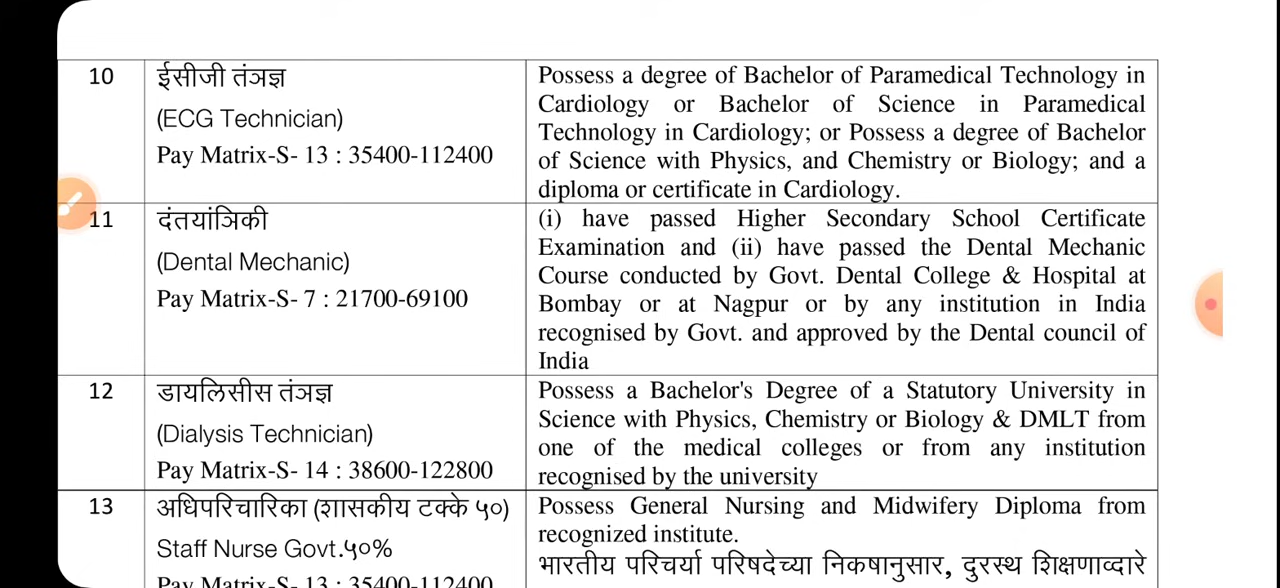 10
ईसीजी तंत्रज्ञ
(ECG Technician)
Pay Matrix-S- 13 : 35400-112400
Possess a degree of Bachelor of Paramedical Technology in
Cardiology or Bachelor of Science in Paramedical
Technology in Cardiology; or Possess a degree of Bachelor
of Science with Physics, and Chemistry or Biology; and a
diploma or certificate in Cardiology.
11
दंतयांत्रिकी
(Dental Mechanic)
Pay Matrix-S- 7 : 21700-69100
(i) have passed Higher Secondary School Certificate
Examination and (ii) have passed the Dental Mechanic
Course conducted by Govt. Dental College & Hospital at
Bombay or at Nagpur or by any institution in India
recognised by Govt. and approved by the Dental council of
India
12
डायलिसीस तंत्रज्ञ
(Dialysis Technician)
Pay Matrix-S- 14 : 38600-122800
Possess a Bachelor's Degree of a Statutory University in
Science with Physics, Chemistry or Biology & DMLT from
one of the medical colleges or from any institution
recognised by the university
13
अधिपरिचारिका (शासकीय टक्के ५०)
Staff Nurse Govt.५०%
Pay Matrix-S- 13 : 35400-112400
Possess General Nursing and Midwifery Diploma from
recognized institute.
भारतीय परिचर्या परिषदेच्या निकषानुसार, दुरस्थ शिक्षणाव्दारे